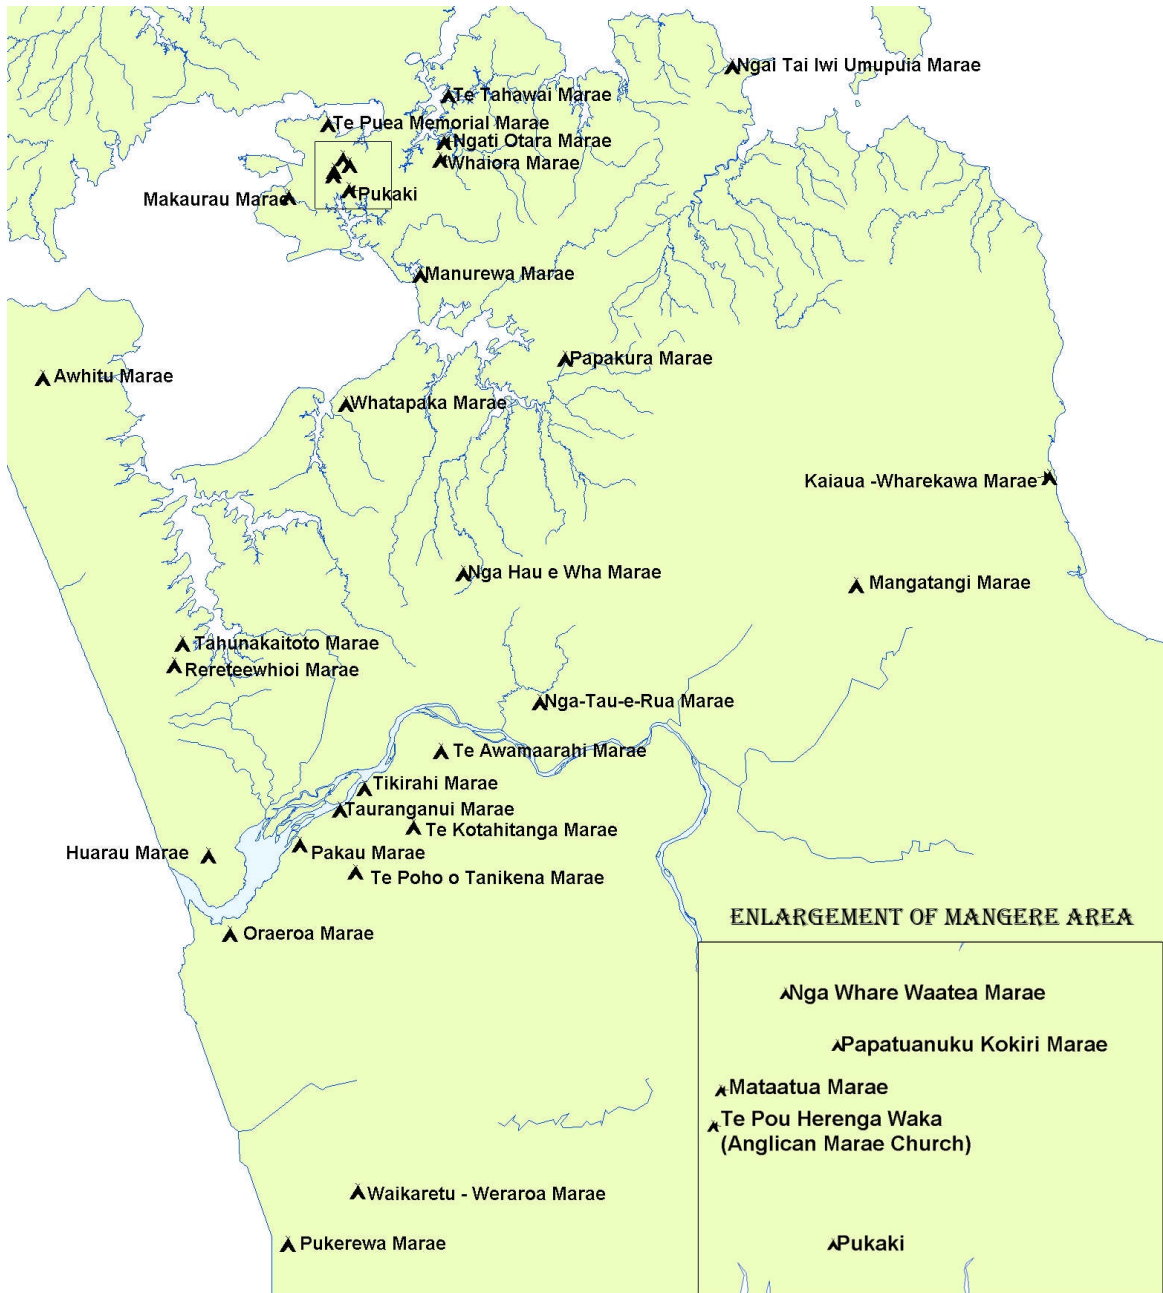 Ngai Tai Iwi Umupuia Marae
Te Tahawai Marae
Te Puea Memorial Marae
Ngati Otara Marae
Whaiora Marae
Makaurau Marae
Pukaki
Manurewa Marae
Papakura Marae
Awhitu Marae
Whatapaka Marae
Kaiaua -Wharekawa Marae
Nga Hau e Wha Marae
Mangatangi Marae
Tahunakaitoto Marae
Rereteewhioi Marae
Nga-Tau-e-Rua Marae
Te Awamaarahi Marae
Tikirahi Marae
Tauranganui Marae
Te Kotahitanga Marae
Huarau Marae
Pakau Marae
Te Poho o Tanikena Marae
Oraeroa Marae
ENLARGEMENT OF MANGERE AREA
Nga Whare Waatea Marae
Papatuanuku Kokiri Marae
Mataatua Marae
Te Pou Herenga Waka
(Anglican Marae Church)
Waikaretu - Weraroa Marae
Pukerewa Marae
Pukaki